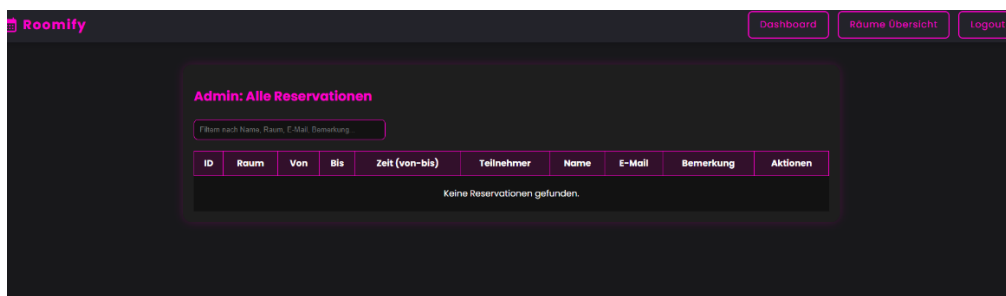 Roomify
Dashboard
Räume Übersicht
Logout
Admin: Alle Reservationen
Filtern nach Name, Raum, E-Mail, Bemerkung...
ID Raum Von Bis Zeit (von-bis) Teilnehmer Name E-Mail Bemerkung Aktionen
Keine Reservationen gefunden.